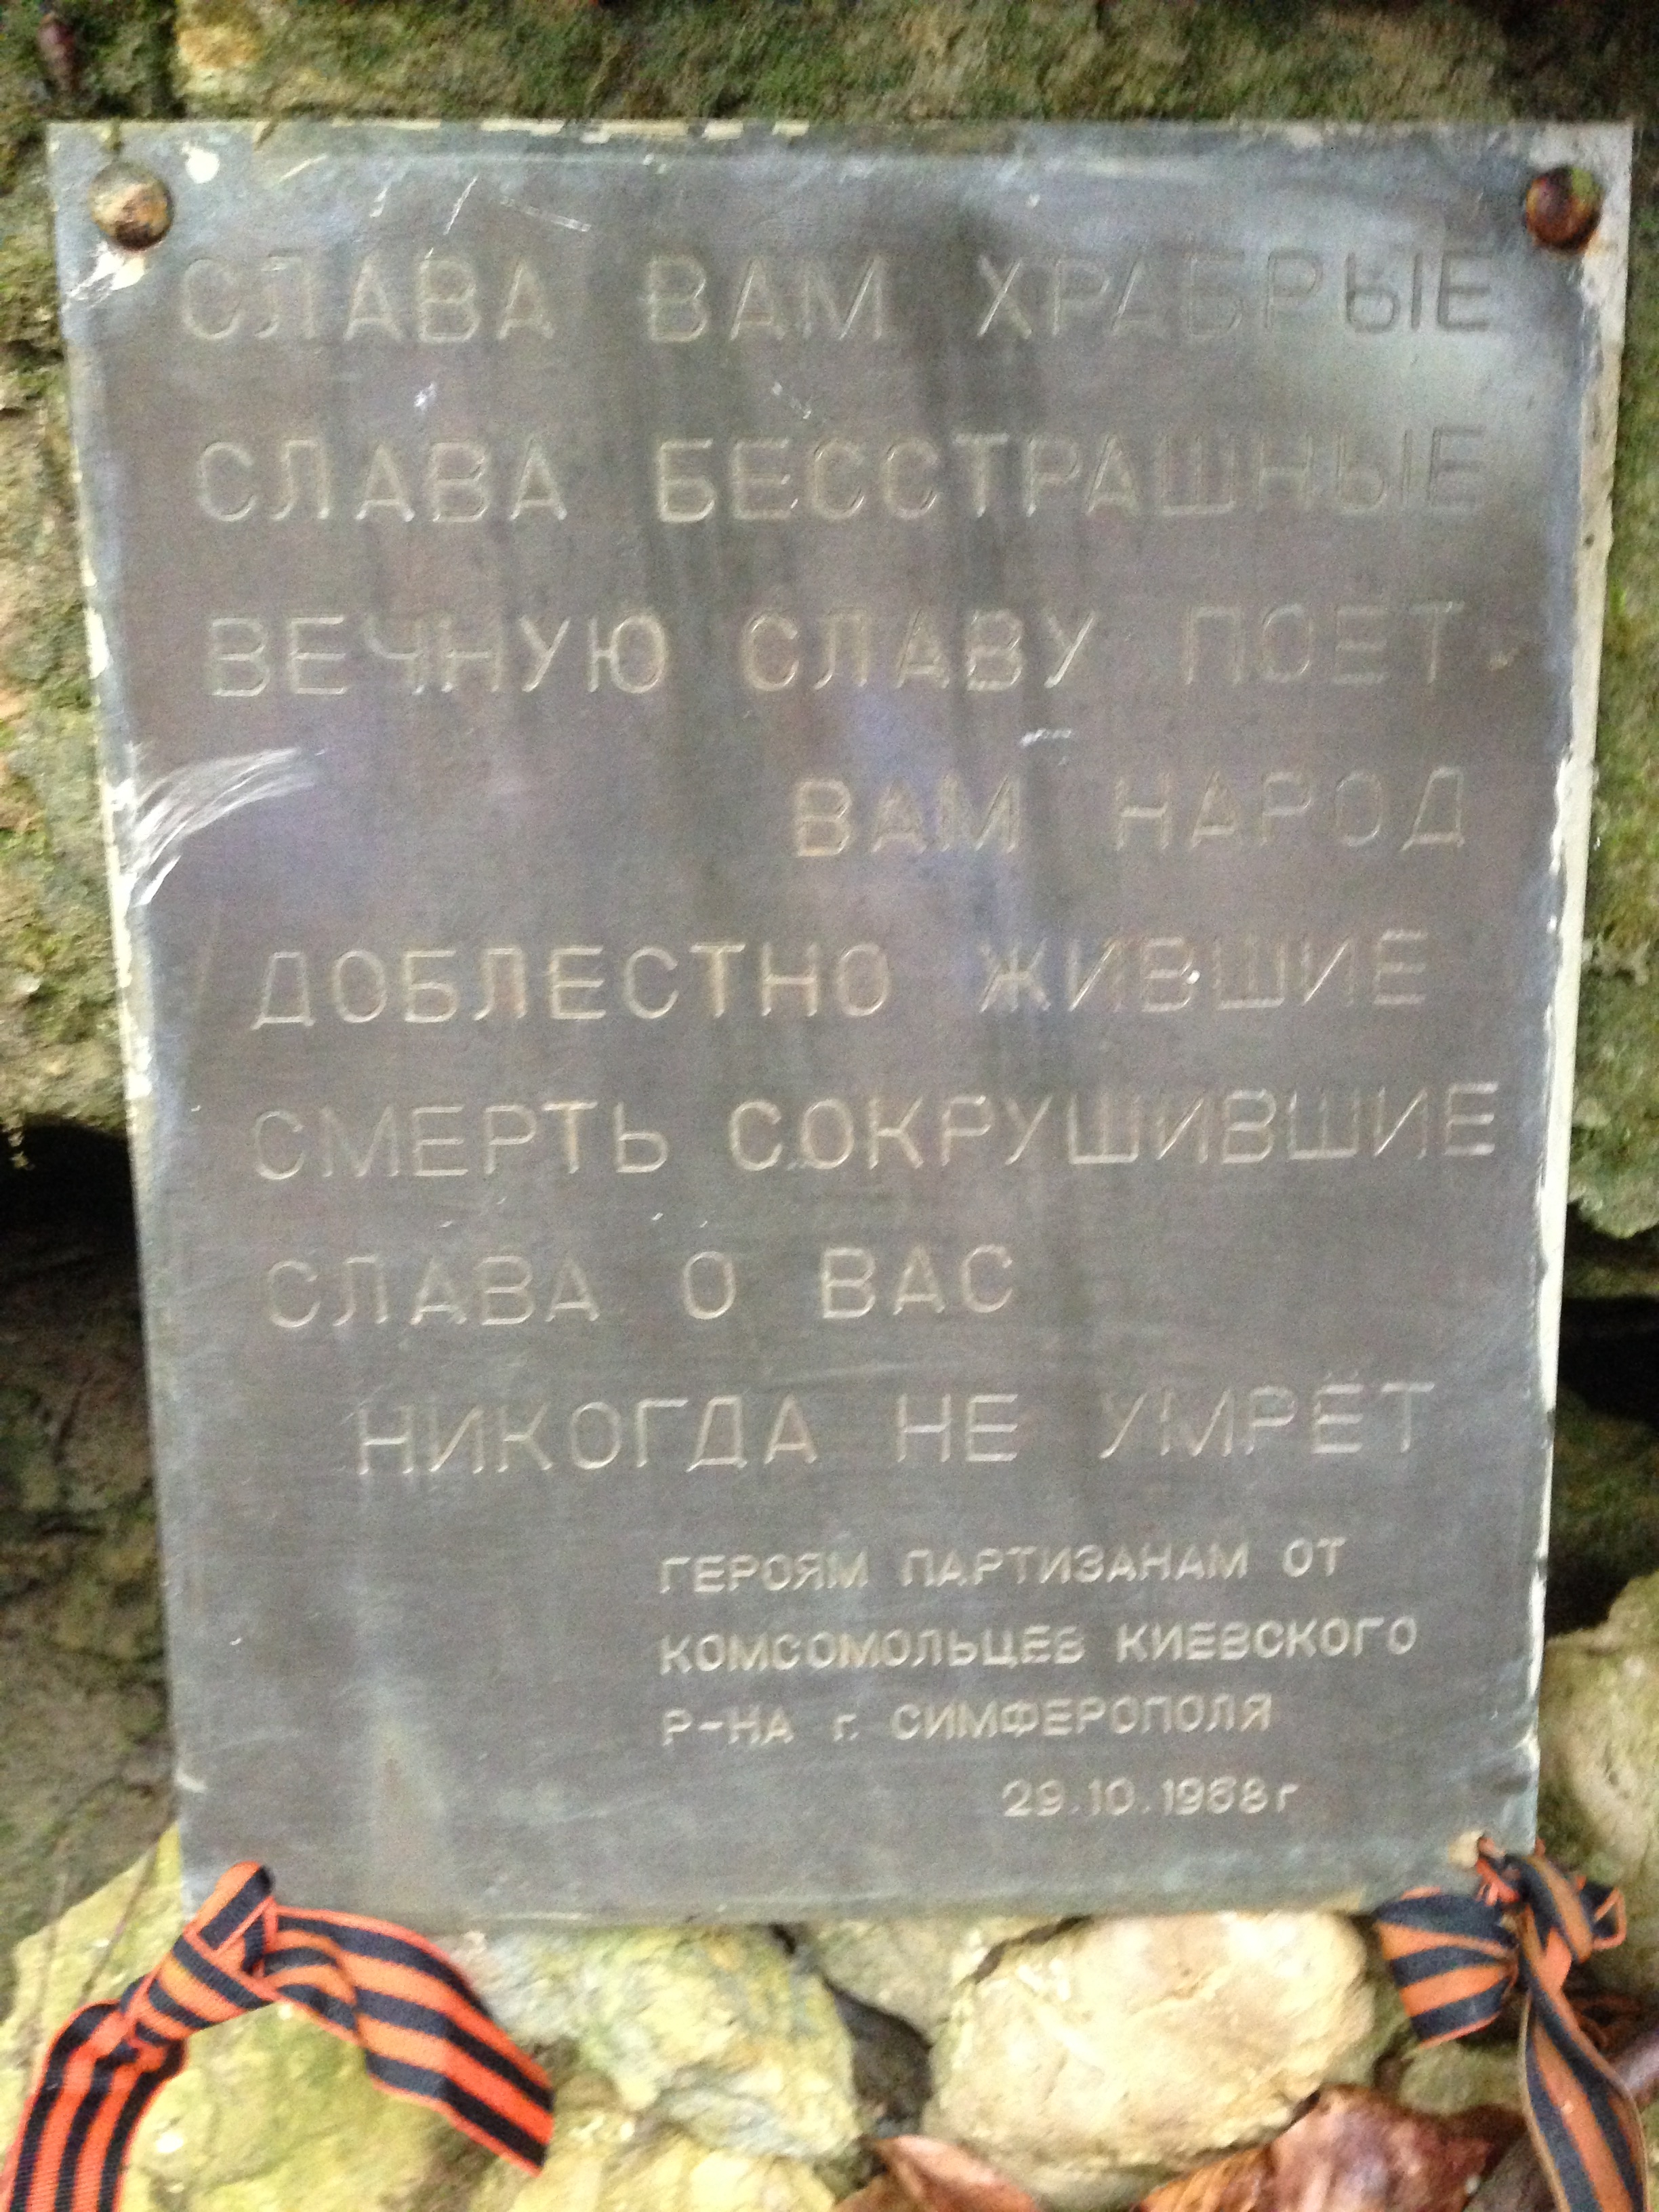 СЛАВА ВАМ ХРАБРЫЕ
СЛАВА БЕССТРАШНЫЕ
ВЕЧНУЮ СЛАВУ ПОЕТ
ВАМ НАРОД
ДОБЛЕСТНО ЖИВШИЕ
СМЕРТЬ СОКРУШИВШИЕ
СЛАВА О ВАС
НИКОГДА НЕ УМРЁТ
ГЕРОЯМ ПАРТИЗАНАМ ОТ
КОМСОМОЛЬЦЕВ КИЕВСКОГО
Р-НА г. СИМФЕРОПОЛЯ
29.10.1968г